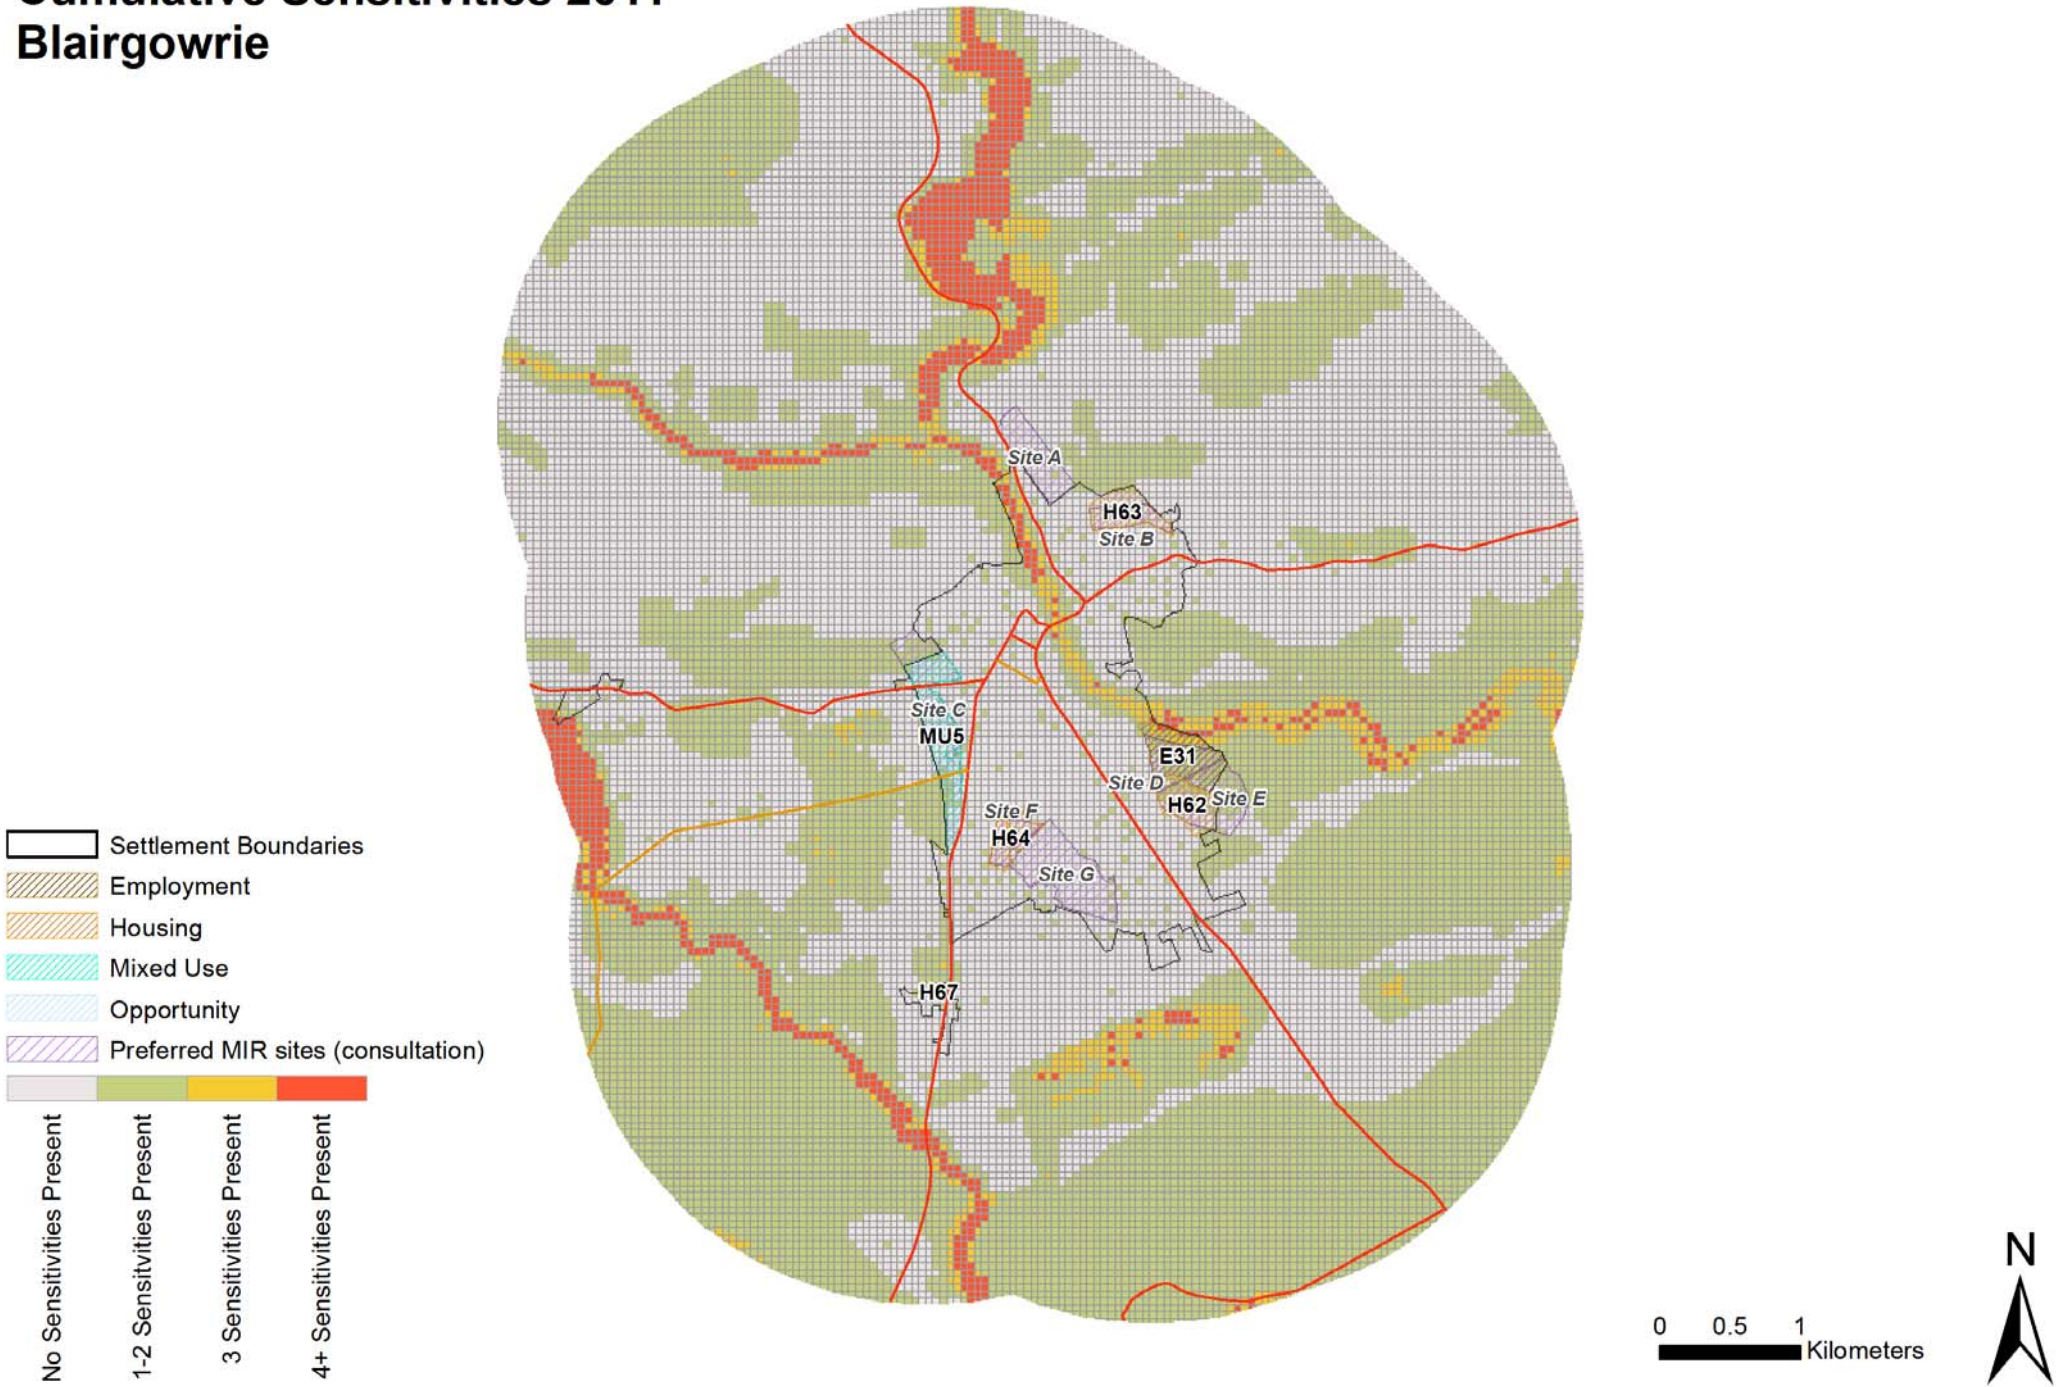 Blairgowrie
Site A
H63
Site B
Site C
MU5
E31
Site D
H62
Site E
Site F
H64
Site G
H67
Settlement Boundaries
Employment
Housing
Mixed Use
Opportunity
Preferred MIR sites (consultation)
No Sensitivities Present
1-2 Sensitvities Present
3 Sensitivities Present
4+ Sensitivities Present
N
0 0.5 1
Kilometers